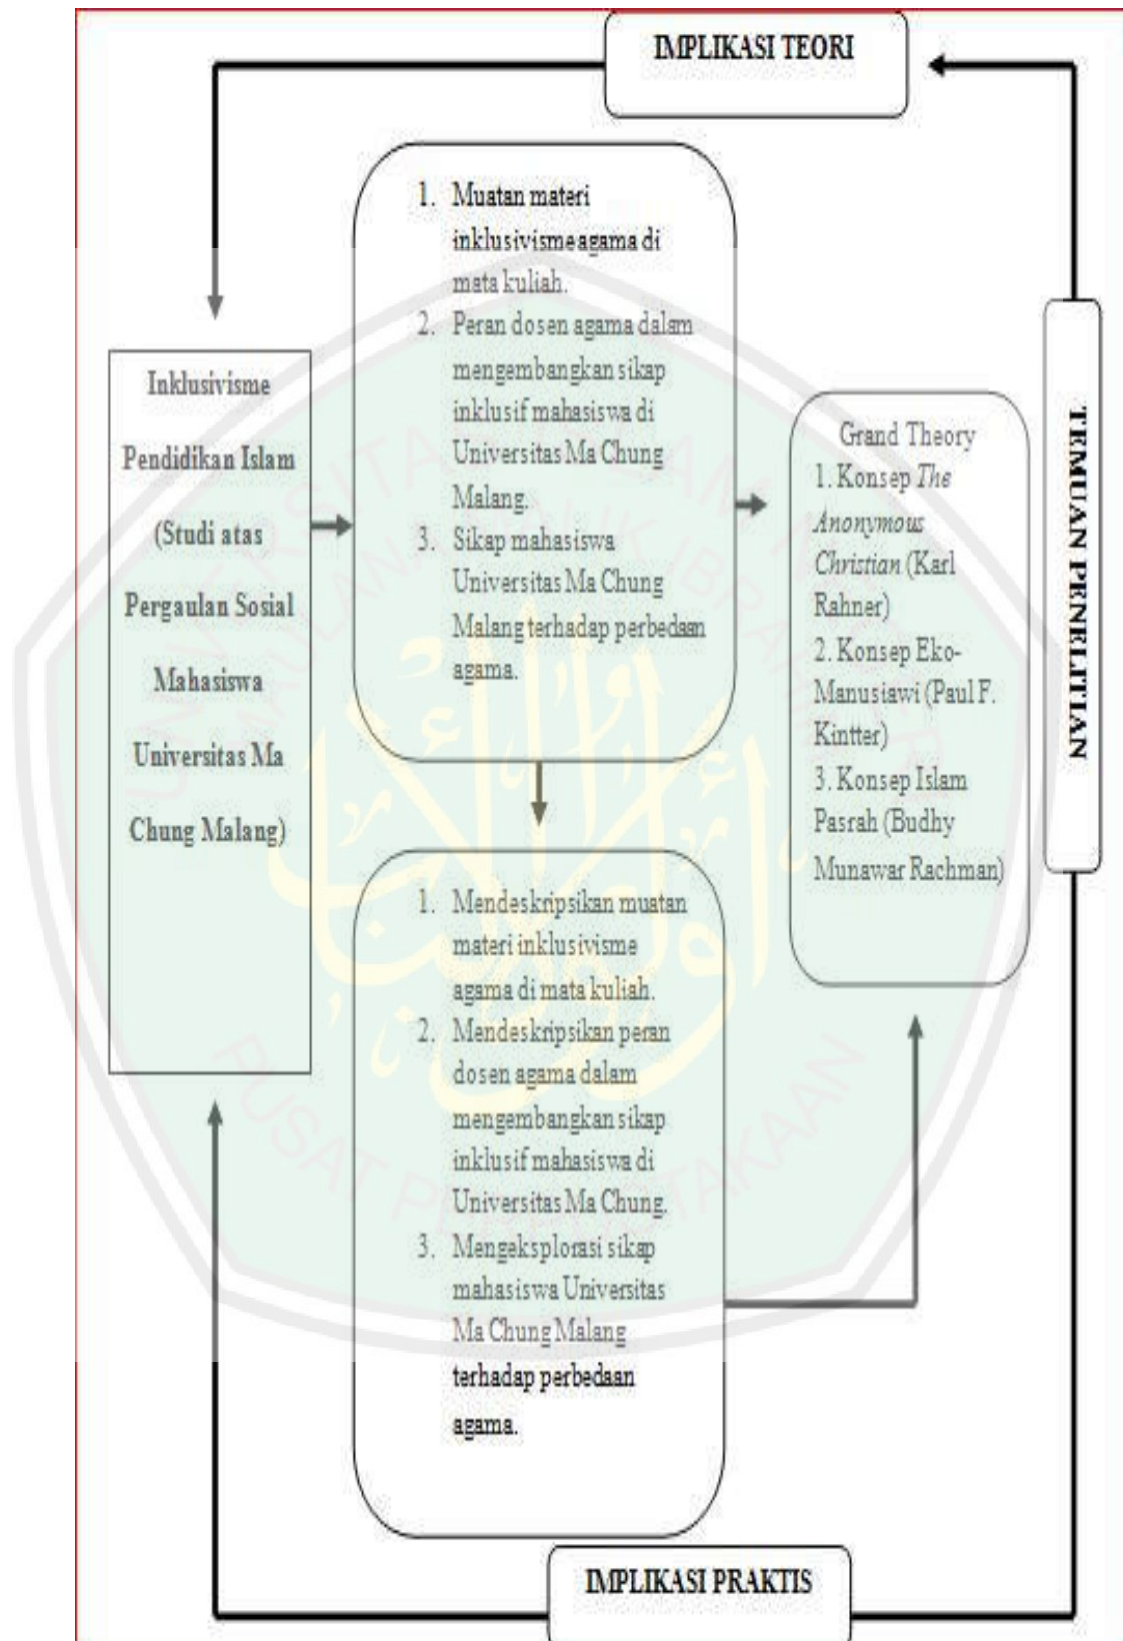 IMPLIKASI TEORI
Inklusivisme
Pendidikan Islam
(Studi atas
Pergaulan Sosial
Mahasiswa
Universitas Ma
Chung Malang)
1. Muatan materi
inklusivisme agama di
mata kuliah.
2. Peran dosen agama dalam
mengembangkan sikap
inklusif mahasiswa di
Universitas Ma Chung
Malang.
3. Sikap mahasiswa
Universitas Ma Chung
Malang terhadap perbedaan
agama.
1. Mendeskripsikan muatan
materi inklusivisme
agama di mata kuliah.
2. Mendeskripsikan peran
dosen agama dalam
mengembangkan sikap
inklusif mahasiswa di
Universitas Ma Chung.
3. Mengeksplorasi sikap
mahasiswa Universitas
Ma Chung Malang
terhadap perbedaan
agama.
Grand Theory
1. Konsep The
Anonymous
Christian (Karl
Rahner)
2. Konsep Eko-
Manusiawi (Paul F.
Kintter)
3. Konsep Islam
Pasrah (Budhy
Munawar Rachman)
TEMUAN PENELITIAN
IMPLIKASI PRAKTIS
PUSAT PERPUSTAKAAN